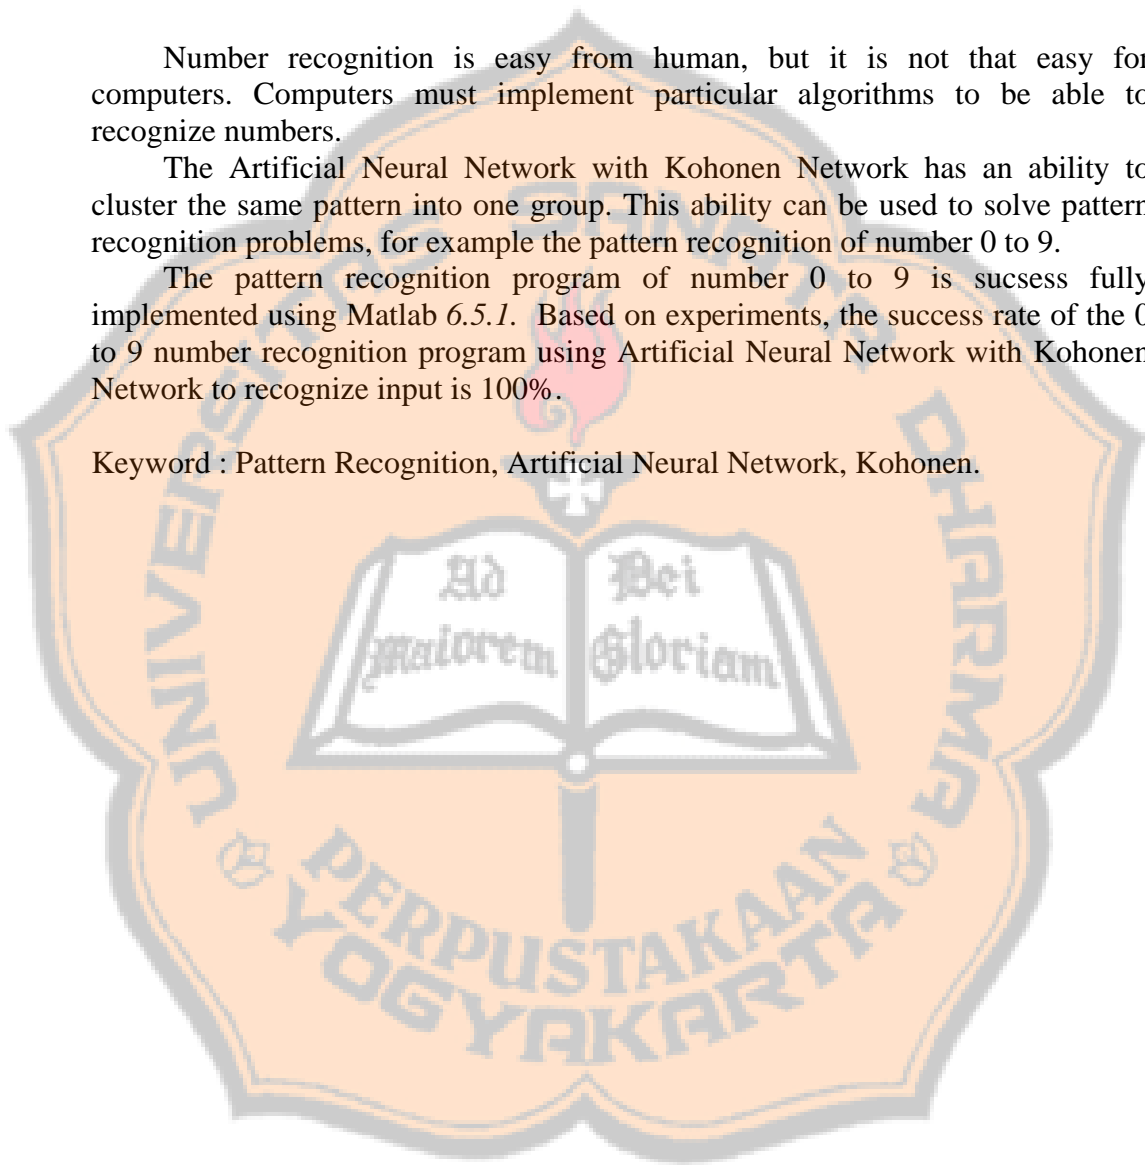 Number recognition is easy from human, but it is not that easy for
computers. Computers must implement particular algorithms to be able to
recognize numbers.
The Artificial Neural Network with Kohonen Network has an ability to
cluster the same pattern into one group. This ability can be used to solve pattern
recognition problems, for example the pattern recognition of number 0 to 9.
The pattern recognition program of number 0 to 9 is sucsess fully
implemented using Matlab 6.5.1. Based on experiments, the success rate of the 0
to 9 number recognition program using Artificial Neural Network with Kohonen
Network to recognize input is 100%.
Keyword : Pattern Recognition, Artificial Neural Network, Kohonen.
UNIVERSITAS SANATA DHARMA
Ad Dei
Maiorem Gloriam
PERPUSTAKAAN
YOGYAKARTA